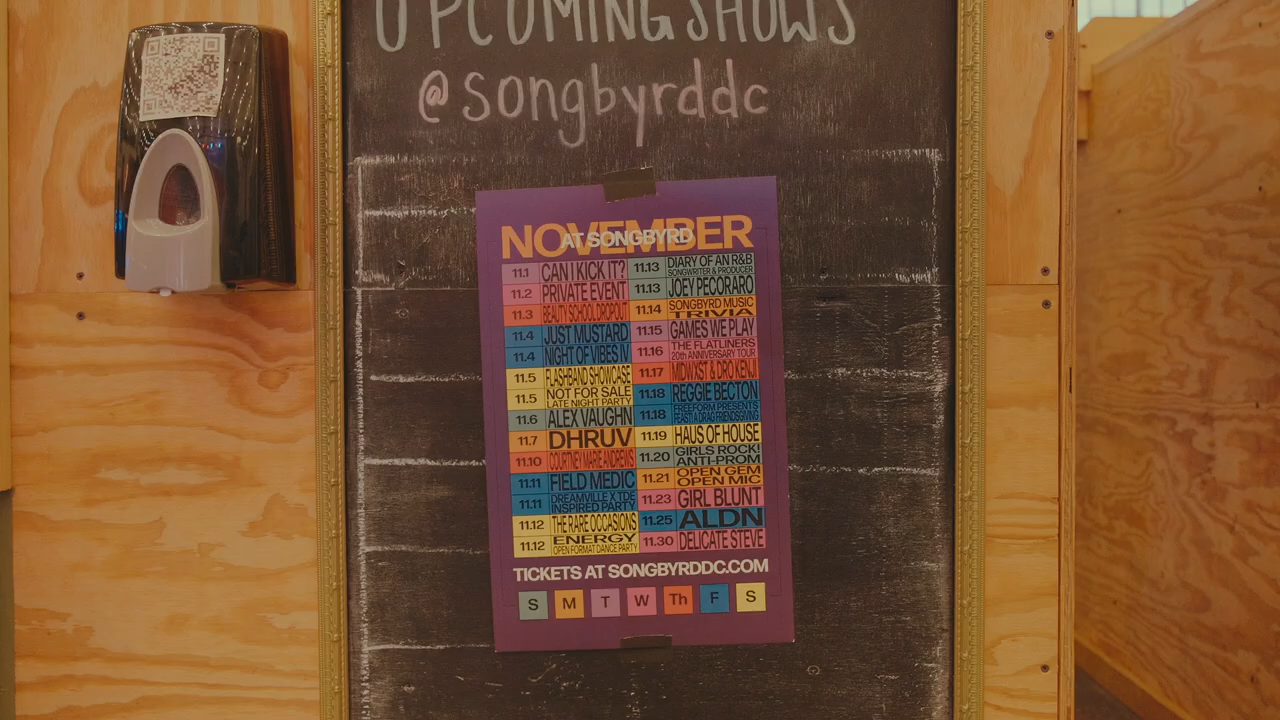 UPCOMING SHOWS
@songbyrddc
NOVEMBER
AT SONGBYRD
11.1 CAN I KICK IT?
11.2 PRIVATE EVENT
11.3 BEAUTY SCHOOL DROPOUT
11.4 JUST MUSTARD
11.4 NIGHT OF VIBES IV
11.5 FLASHBAND SHOWCASE
11.5 NOT FOR SALE
LATE NIGHT PARTY
11.6 ALEX VAUGHN
11.7 DHRUV
11.10 COURTNEY MARIE ANDREWS
11.11 FIELD MEDIC
11.11 DREAMVILLE X TDE
INSPIRED PARTY
11.12 THE RARE OCCASIONS
11.12 ENERGY
OPEN FORMAT DANCE PARTY
11.13 DIARY OF AN R&B
SONGWRITER & PRODUCER
11.13 JOEY PECORARO
11.14 SONGBYRD MUSIC
TRIVIA
11.15 GAMES WE PLAY
11.16 THE FLATLINERS
20th ANNIVERSARY TOUR
11.17 MIDWXST & DRO KENJI
11.18 REGGIE BECTON
11.18 FREEFORM PRESENTS
FEAST! A DRAG FRIENDSGIVING
11.19 HAUS OF HOUSE
11.20 GIRLS ROCK!
ANTI-PROM
11.21 OPEN GEM
OPEN MIC
11.23 GIRL BLUNT
11.25 ALDN
11.30 DELICATE STEVE
TICKETS AT SONGBYRDDC.COM
S M T W Th F S